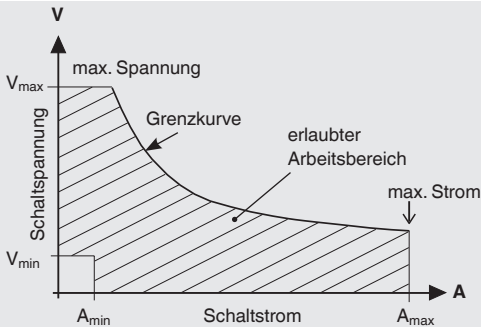 V
max. Spannung
Vmax
Grenzkurve
erlaubter
Arbeitsbereich
Schaltspannung
max. Strom
Vmin
A
Amin
Schaltstrom
Amax